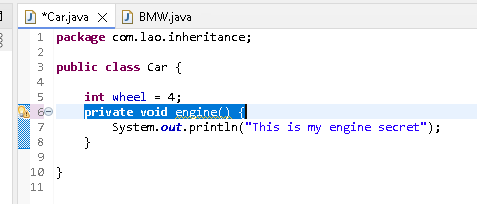 *Car.java BMW.java
1 package com.lao.inheritance;
2
3 public class Car {
4
5 int wheel = 4;
6 private void engine() {
7 System.out.println("This is my engine secret");
8 }
9
10 }
11